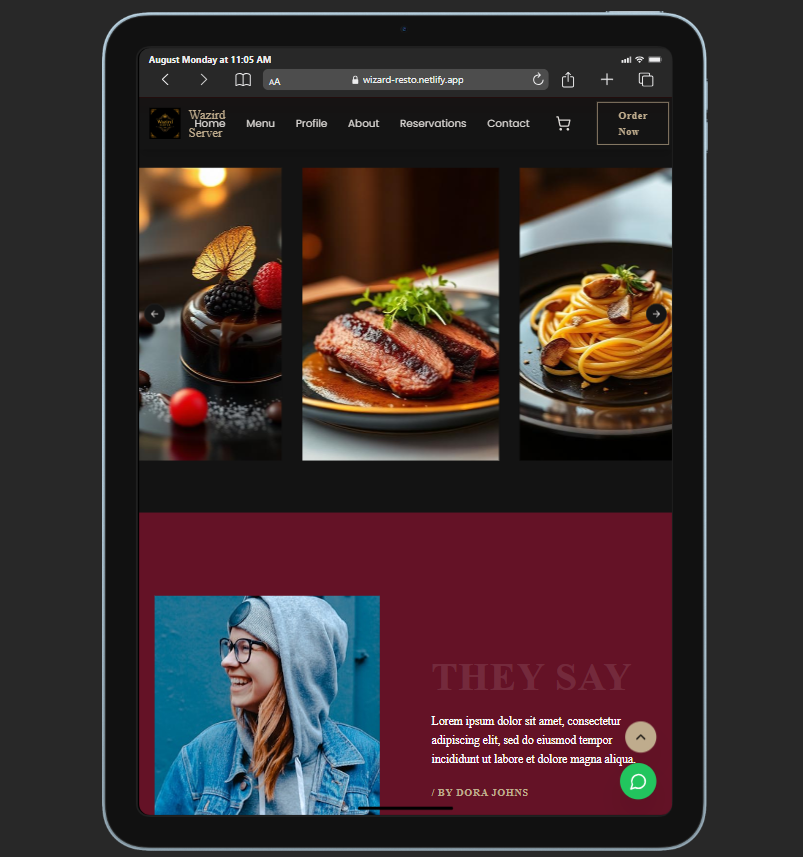 August Monday at 11:05 AM
AA
wizard-resto.netlify.app
Wazird
Server
Home
Menu
Profile
About
Reservations
Contact
Order
Now
THEY SAY
Lorem ipsum dolor sit amet, consectetur
adipiscing elit, sed do eiusmod tempor
incididunt ut labore et dolore magna aliqua.
/ BY DORA JOHNS